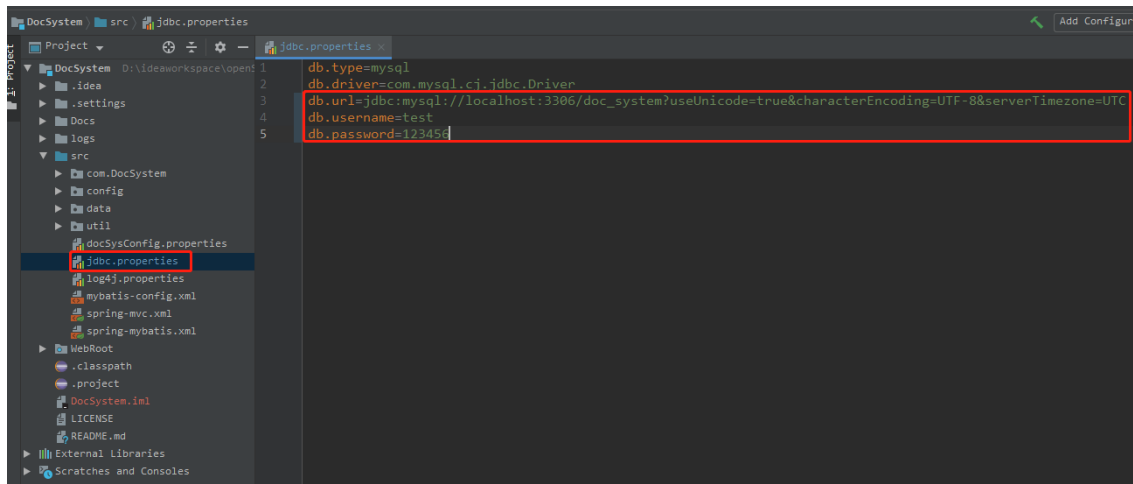 DocSystem src jdbc.properties
Add Configur
Project
jdbc.properties
1: Project
DocSystem D:\ideaworkspace\openS
.idea
.settings
Docs
logs
src
com.DocSystem
config
data
util
docSysConfig.properties
jdbc.properties
log4j.properties
mybatis-config.xml
spring-mvc.xml
spring-mybatis.xml
WebRoot
.classpath
.project
DocSystem.iml
LICENSE
README.md
External Libraries
Scratches and Consoles
1 db.type=mysql
2 db.driver=com.mysql.cj.jdbc.Driver
3 db.url=jdbc:mysql://localhost:3306/doc_system?useUnicode=true&characterEncoding=UTF-8&serverTimezone=UTC
4 db.username=test
5 db.password=123456